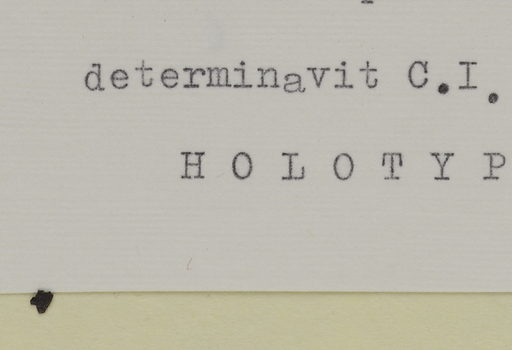 determinavit C.I.
H O L O T Y P